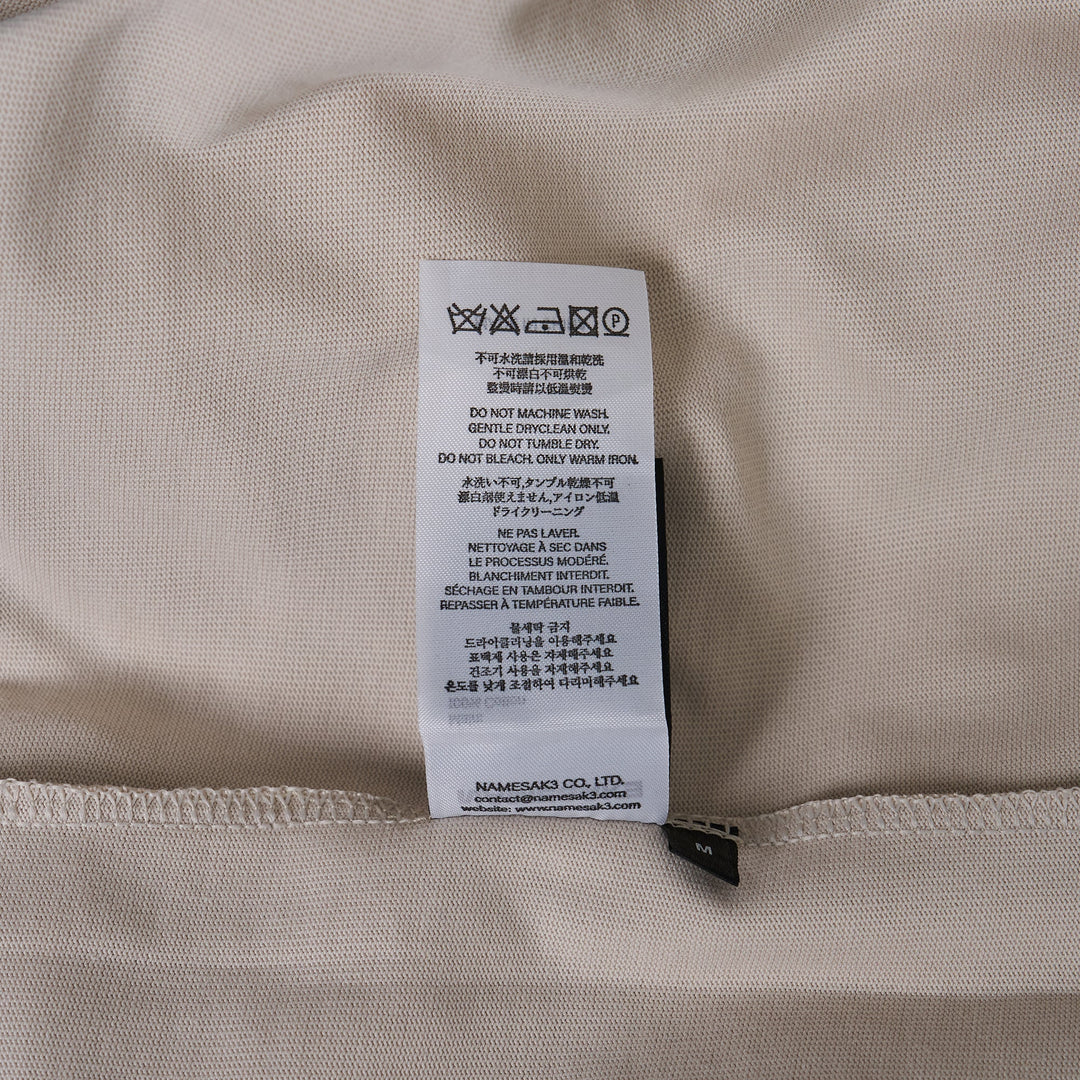 P
不可水洗請採用溫和乾洗
不可漂白不可烘乾
整燙時請以低溫熨燙
DO NOT MACHINE WASH.
GENTLE DRYCLEAN ONLY.
DO NOT TUMBLE DRY.
DO NOT BLEACH. ONLY WARM IRON.
水洗い不可,タンブル乾燥不可
漂白剤使えません,アイロン低温
ドライクリーニング
NE PAS LAVER.
NETTOYAGE À SEC DANS
LE PROCESSUS MODÉRÉ.
BLANCHIMENT INTERDIT.
SÉCHAGE EN TAMBOUR INTERDIT.
REPASSER À TEMPÉRATURE FAIBLE.
물세탁 금지
드라어클리닝을 이용해주세요
표백재 사용은 자제매주세요
건조기 사용을 자재해주세요
온도를 낮게 조절하여 다리미해주세요
100% Cotton
NAMESAK3 CO., LTD.
contact@namesak3.com
website: www.namesak3.com
M